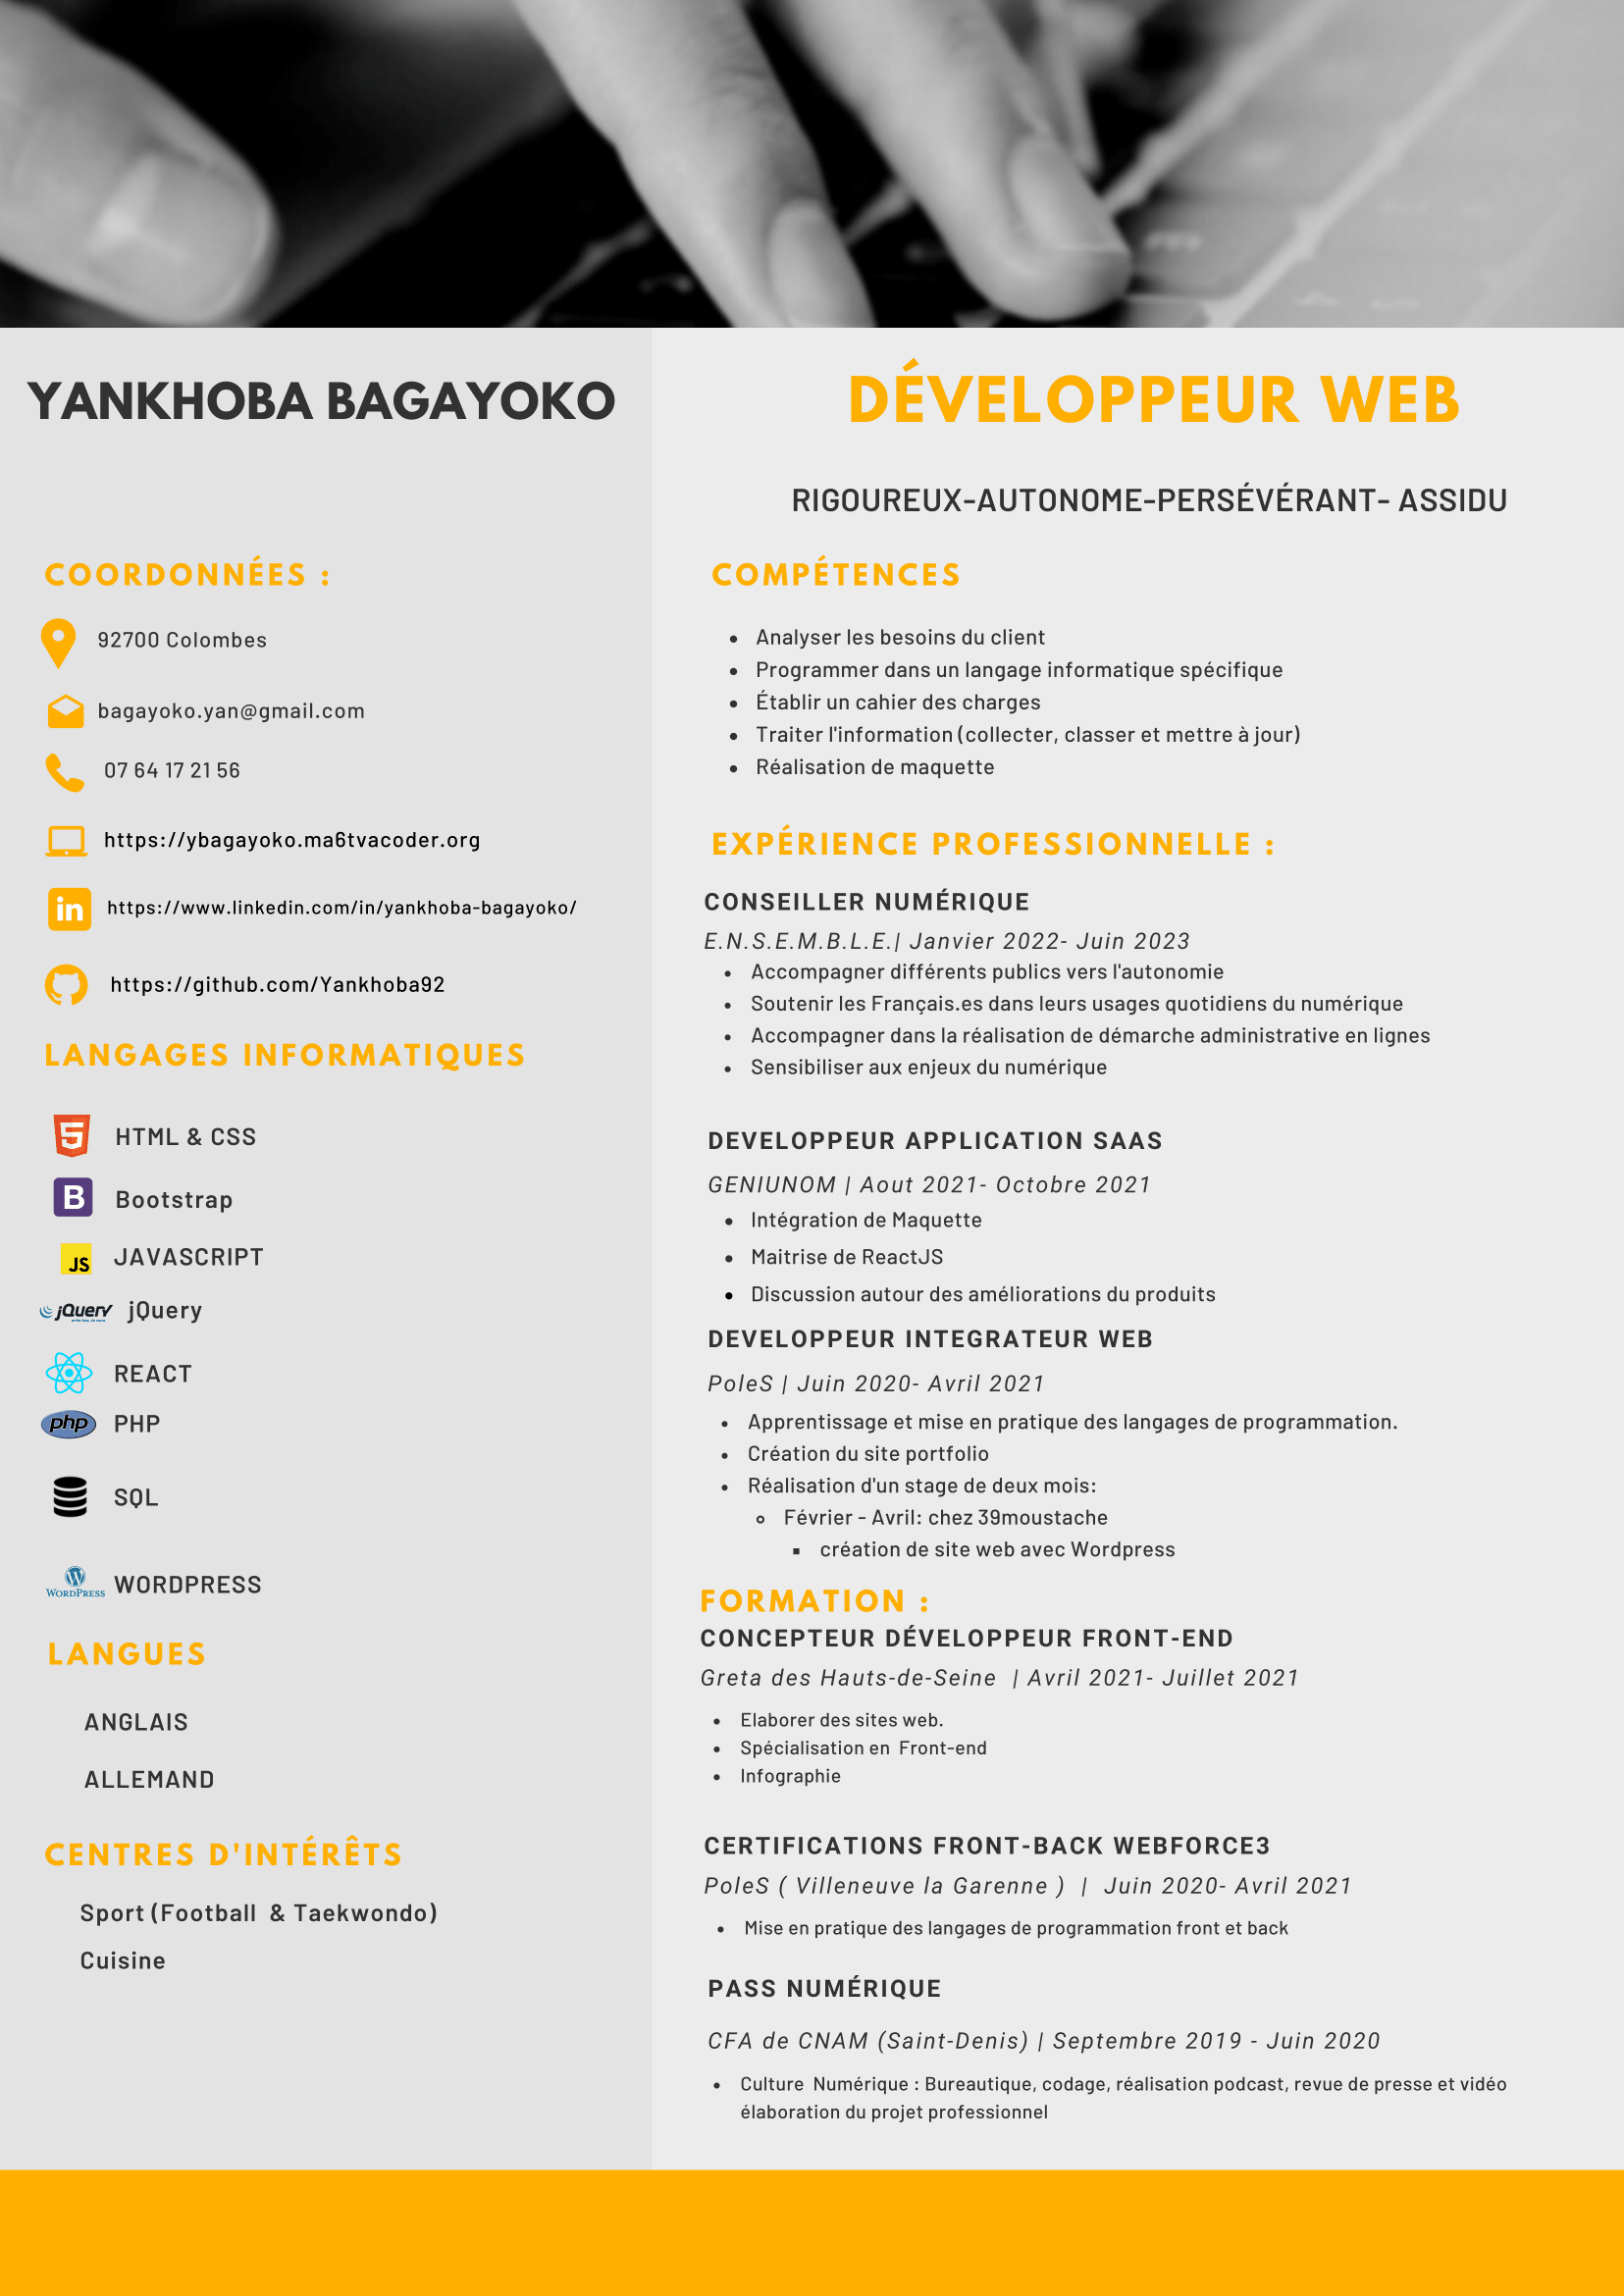 YANKHOBA BAGAYOKO
COORDONNÉES :
92700 Colombes
bagayoko.yan@gmail.com
07 64 17 21 56
https://ybagayoko.ma6tvacoder.org
in
https://www.linkedin.com/in/yankhoba-bagayoko/
https://github.com/Yankhoba92
LANGAGES INFORMATIQUES
5 HTML & CSS
B Bootstrap
JS JAVASCRIPT
jQuery jQuery
REACT
php PHP
SQL
WORDPRESS WORDPRESS
LANGUES
ANGLAIS
ALLEMAND
CENTRES D'INTÉRÊTS
Sport (Football & Taekwondo)
Cuisine
DÉVELOPPEUR WEB
RIGOUREUX-AUTONOME-PERSÉVÉRANT- ASSIDU
COMPÉTENCES
• Analyser les besoins du client
• Programmer dans un langage informatique spécifique
• Établir un cahier des charges
• Traiter l'information (collecter, classer et mettre à jour)
• Réalisation de maquette
EXPÉRIENCE PROFESSIONNELLE :
CONSEILLER NUMÉRIQUE
E.N.S.E.M.B.L.E.| Janvier 2022- Juin 2023
• Accompagner différents publics vers l'autonomie
• Soutenir les Français.es dans leurs usages quotidiens du numérique
• Accompagner dans la réalisation de démarche administrative en lignes
• Sensibiliser aux enjeux du numérique
DEVELOPPEUR APPLICATION SAAS
GENIUNOM | Aout 2021- Octobre 2021
• Intégration de Maquette
• Maitrise de ReactJS
• Discussion autour des améliorations du produits
DEVELOPPEUR INTEGRATEUR WEB
PoleS | Juin 2020- Avril 2021
• Apprentissage et mise en pratique des langages de programmation.
• Création du site portfolio
• Réalisation d'un stage de deux mois:
◦ Février - Avril: chez 39moustache
▪ création de site web avec Wordpress
FORMATION :
CONCEPTEUR DÉVELOPPEUR FRONT-END
Greta des Hauts-de-Seine | Avril 2021- Juillet 2021
• Elaborer des sites web.
• Spécialisation en Front-end
• Infographie
CERTIFICATIONS FRONT-BACK WEBFORCE3
PoleS ( Villeneuve la Garenne ) | Juin 2020- Avril 2021
• Mise en pratique des langages de programmation front et back
PASS NUMÉRIQUE
CFA de CNAM (Saint-Denis) | Septembre 2019 - Juin 2020
• Culture Numérique : Bureautique, codage, réalisation podcast, revue de presse et vidéo
élaboration du projet professionnel